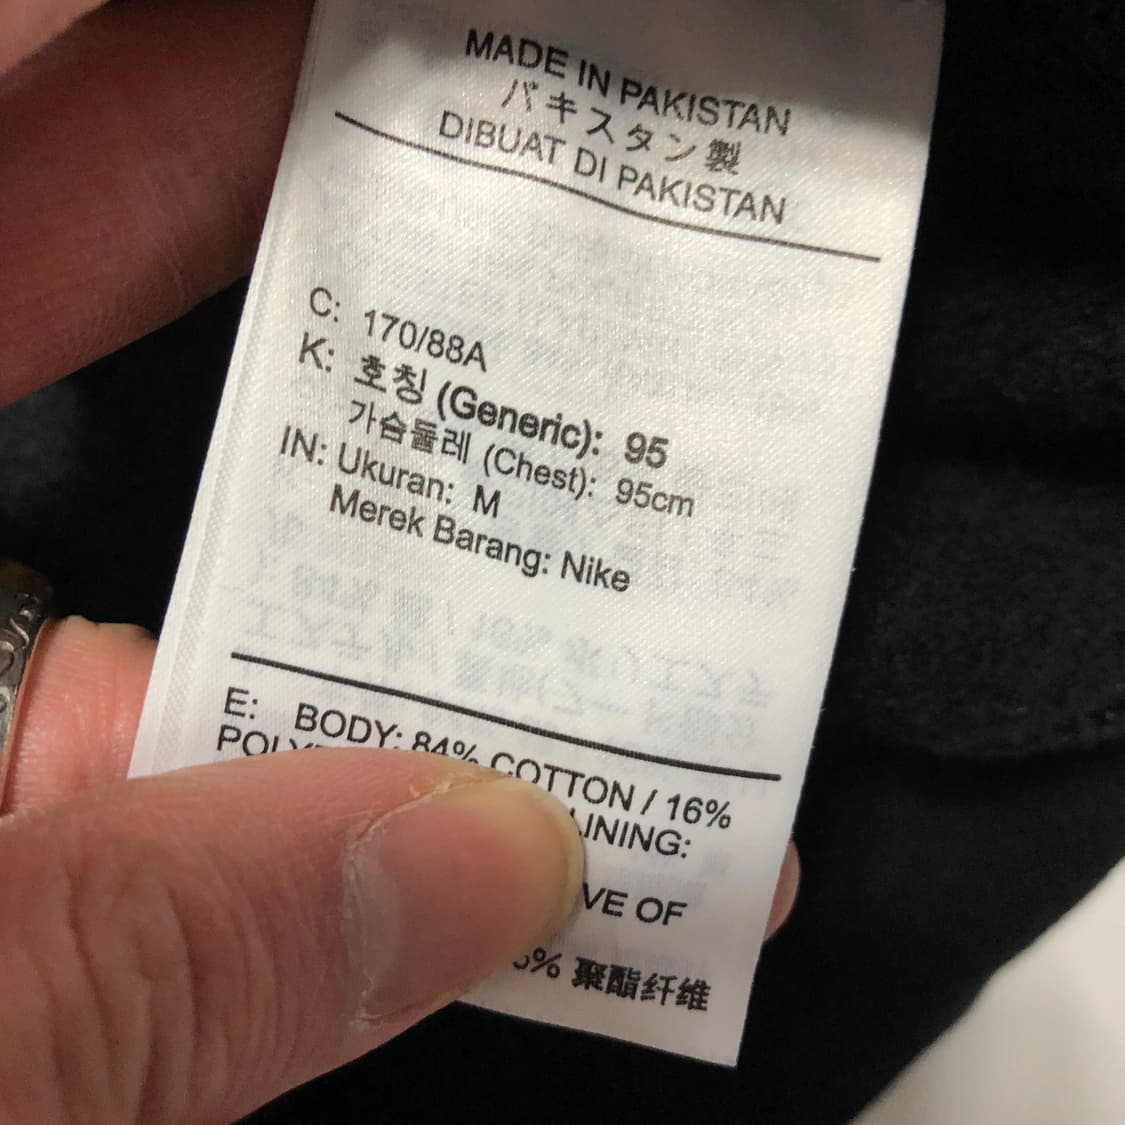 MADE IN PAKISTAN
パキスタン製
DIBUAT DI PAKISTAN
C: 170/88A
K: 호칭 (Generic): 95
가슴둘레 (Chest): 95cm
IN: Ukuran: M
Merek Barang: Nike
E: BODY: 84% COTTON / 16%
LINING:
OF
% 聚酯纤维